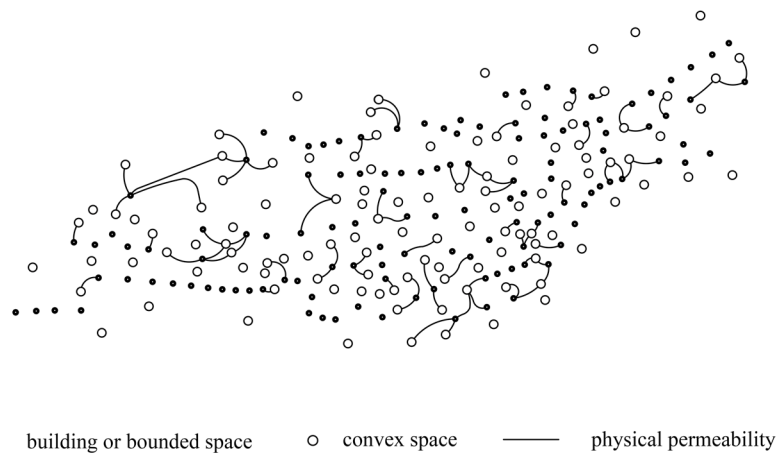 building or bounded space convex space physical permeability